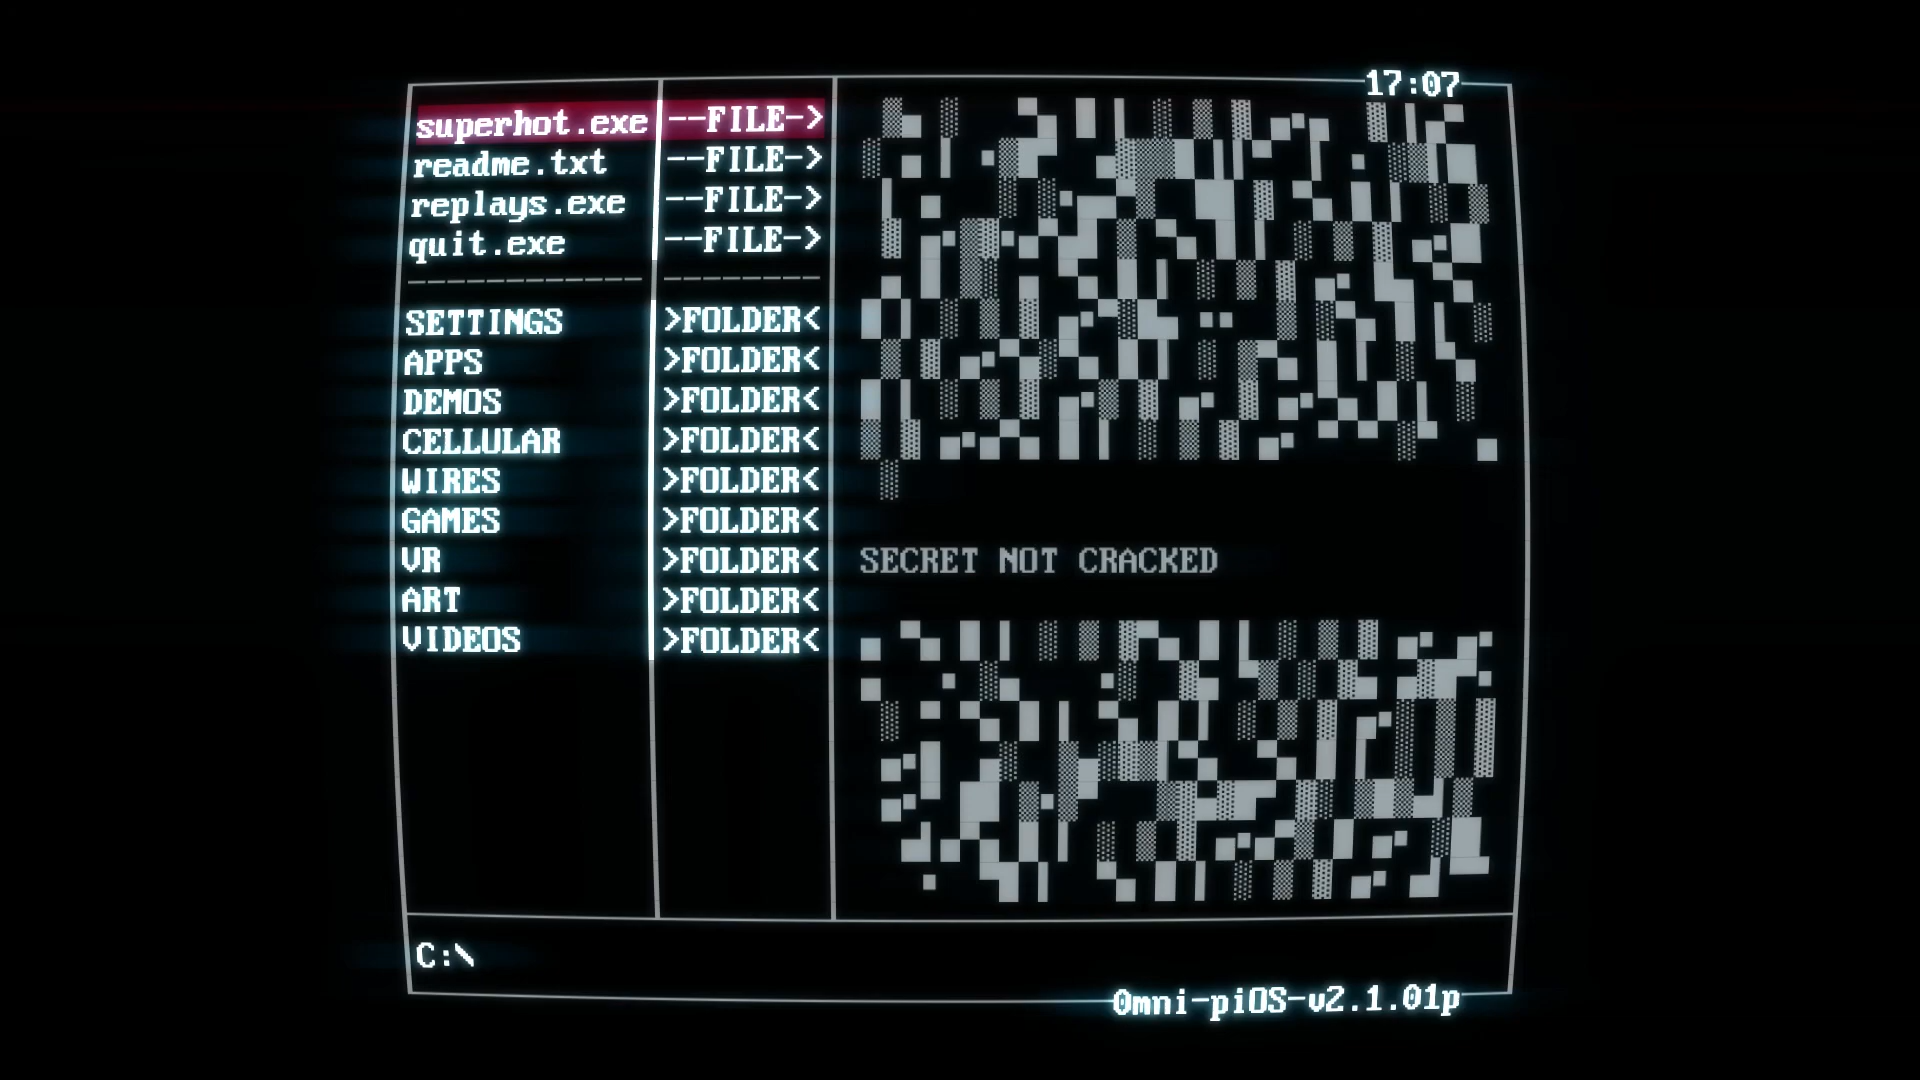 17:07
superhot.exe --FILE->
readme.txt --FILE->
replays.exe --FILE->
quit.exe --FILE->
------------ --------
SETTINGS >FOLDER<
APPS >FOLDER<
DEMOS >FOLDER<
CELLULAR >FOLDER<
WIRES >FOLDER<
GAMES >FOLDER<
VR >FOLDER<
ART >FOLDER<
VIDEOS >FOLDER<
SECRET NOT CRACKED
C:\
0mni-piOS-v2.1.01p